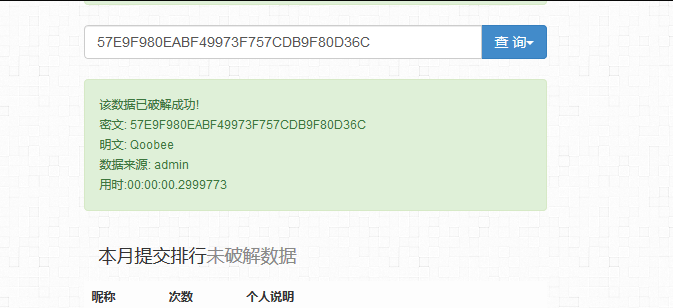 57E9F980EABF49973F757CDB9F80D36C 查 询
该数据已破解成功!
密文: 57E9F980EABF49973F757CDB9F80D36C
明文: Qoobee
数据来源: admin
用时:00:00:00.2999773
本月提交排行未破解数据
昵称 次数 个人说明